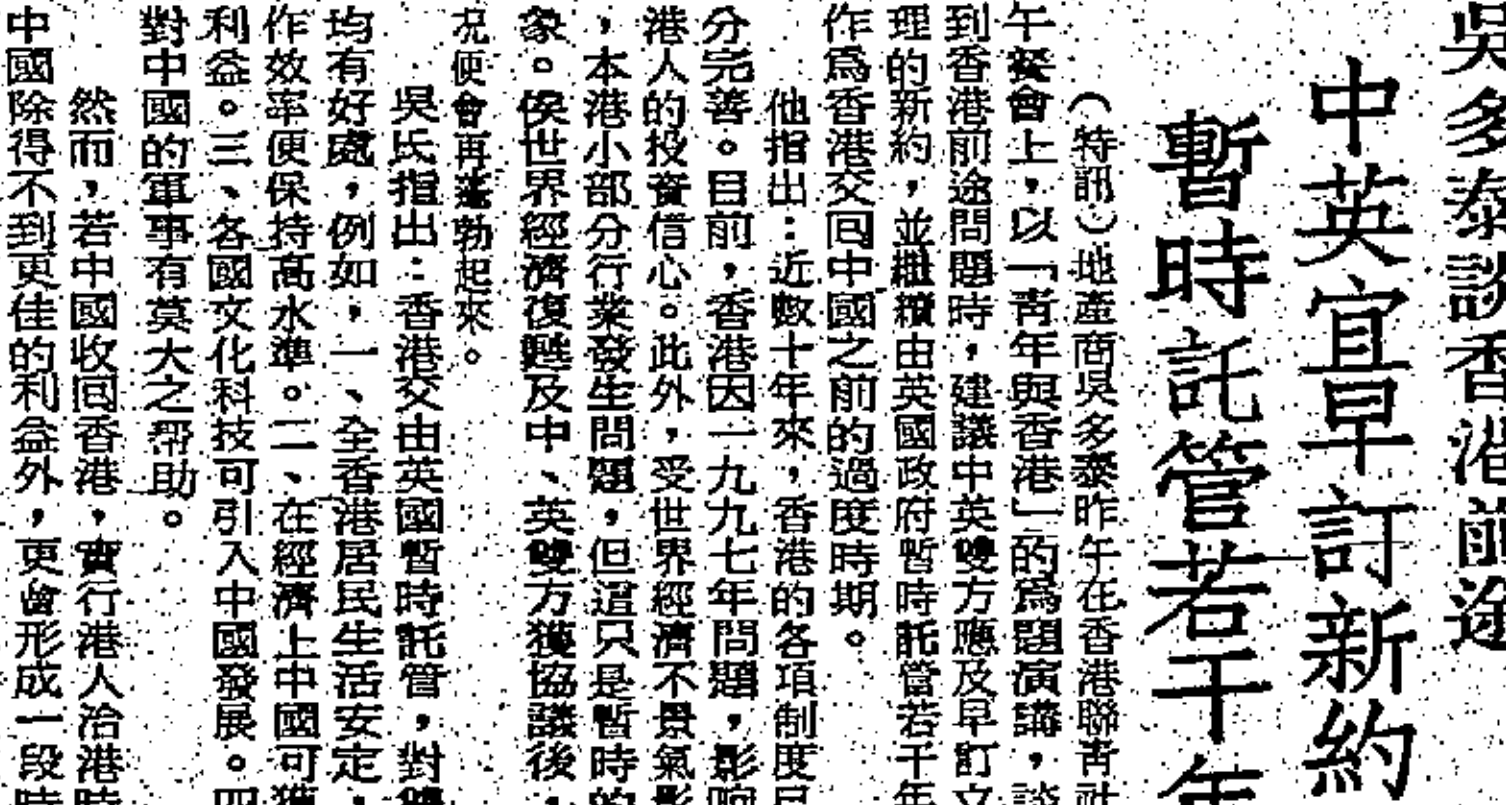 吳多泰談香港前途
中英宜早訂新約
暫時託管若干年
（特訊）地產商吳多泰昨午在香港聯青社
午餐會上，以「青年與香港」的爲題演講，談
到香港前途問題時，建議中英雙方應及早訂立
理的新約，並繼續由英國政府暫時託管若干年
作爲香港交回中國之前的過度時期。
他指出：近數十年來，香港的各項制度已
分完善。目前，香港因一九九七年問題，影响
港人的投資信心。此外，受世界經濟不景氣影
，本港小部分行業發生問題，但這只是暫時的
象。俟世界經濟復甦及中、英雙方獲協議後，
况便會再蓬勃起來。
吳氏指出：香港交由英國暫時託管，對雙
均有好處，例如，一、全香港居民生活安定，
作效率便保持高水準。二、在經濟上中國可獲
利益。三、各國文化科技可引入中國發展。四
對中國的軍事有莫大之帮助。
然而，若中國收回香港，實行港人治港時
中國除得不到更佳的利益外，更會形成一段時